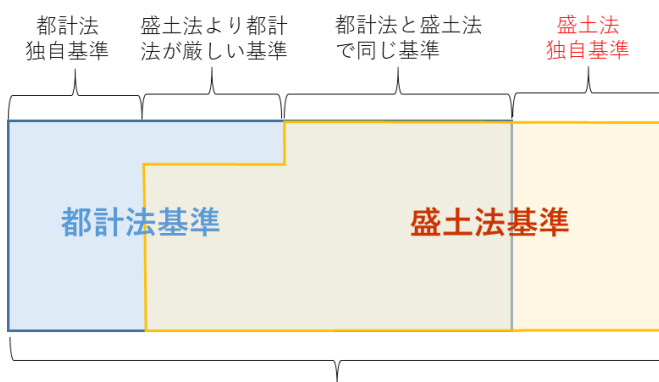 都計法
独自基準
盛土法より都計
法が厳しい基準
都計法と盛土法
で同じ基準
盛土法
独自基準
都計法基準
盛土法基準